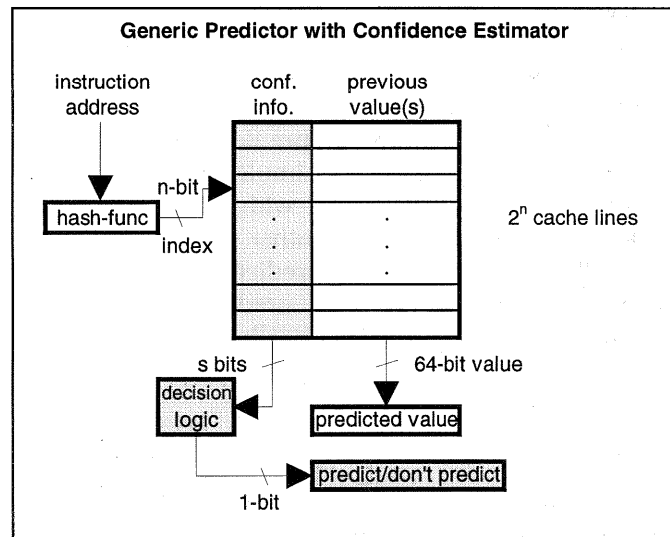 Generic Predictor with Confidence Estimator
instruction
address
conf.
info.
previous
value(s)
n-bit
hash-func
index
2^n cache lines
s bits
64-bit value
decision
logic
predicted value
predict/don't predict
1-bit